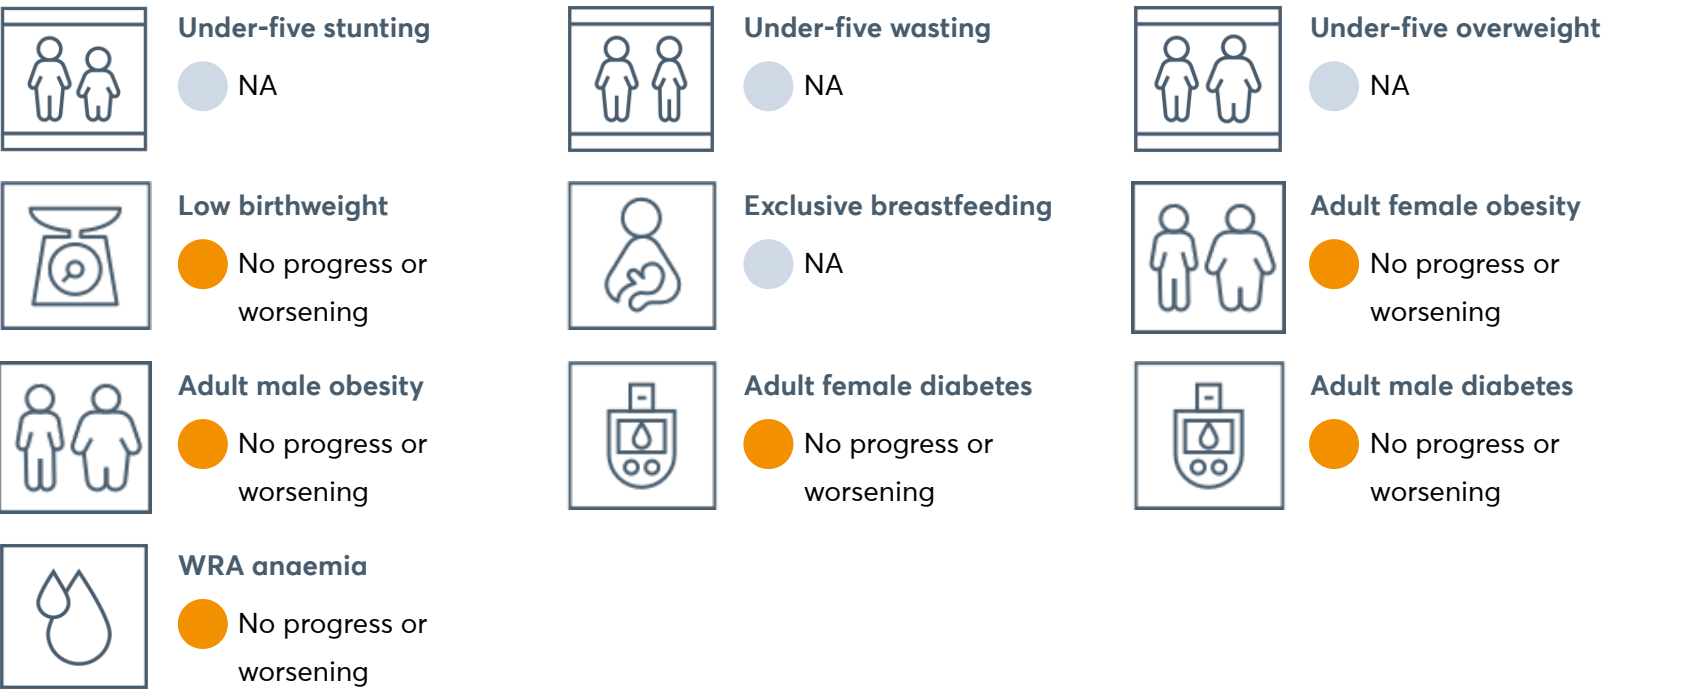 Under-five stunting
NA
Under-five wasting
NA
Under-five overweight
NA
Low birthweight
No progress or
worsening
Exclusive breastfeeding
NA
Adult female obesity
No progress or
worsening
Adult male obesity
No progress or
worsening
Adult female diabetes
No progress or
worsening
Adult male diabetes
No progress or
worsening
WRA anaemia
No progress or
worsening